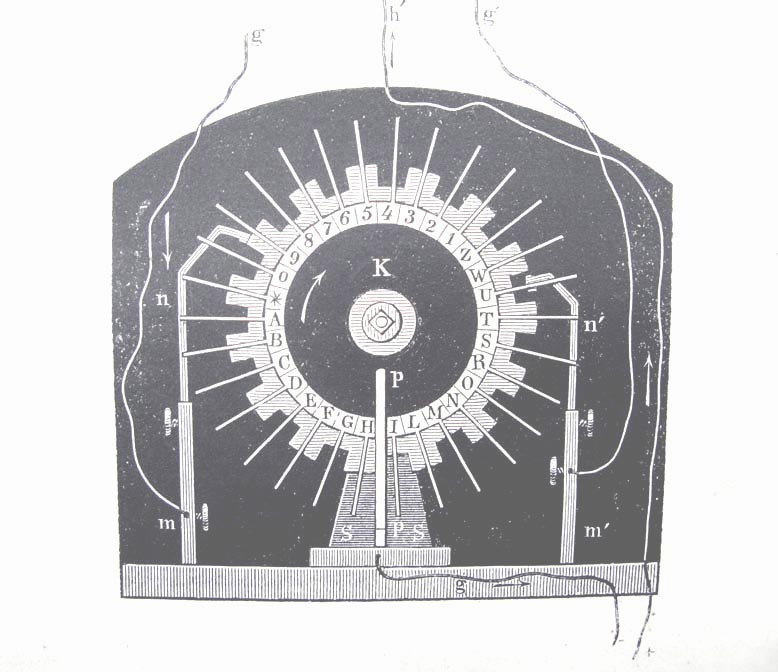 g
h′
g′
* 0 9 8 7 6 5 4 3 2 1 Z W U T S R O N M L I H G F E D C B A
K
n
n′
p
m
S
p
S
m′
g
-
+